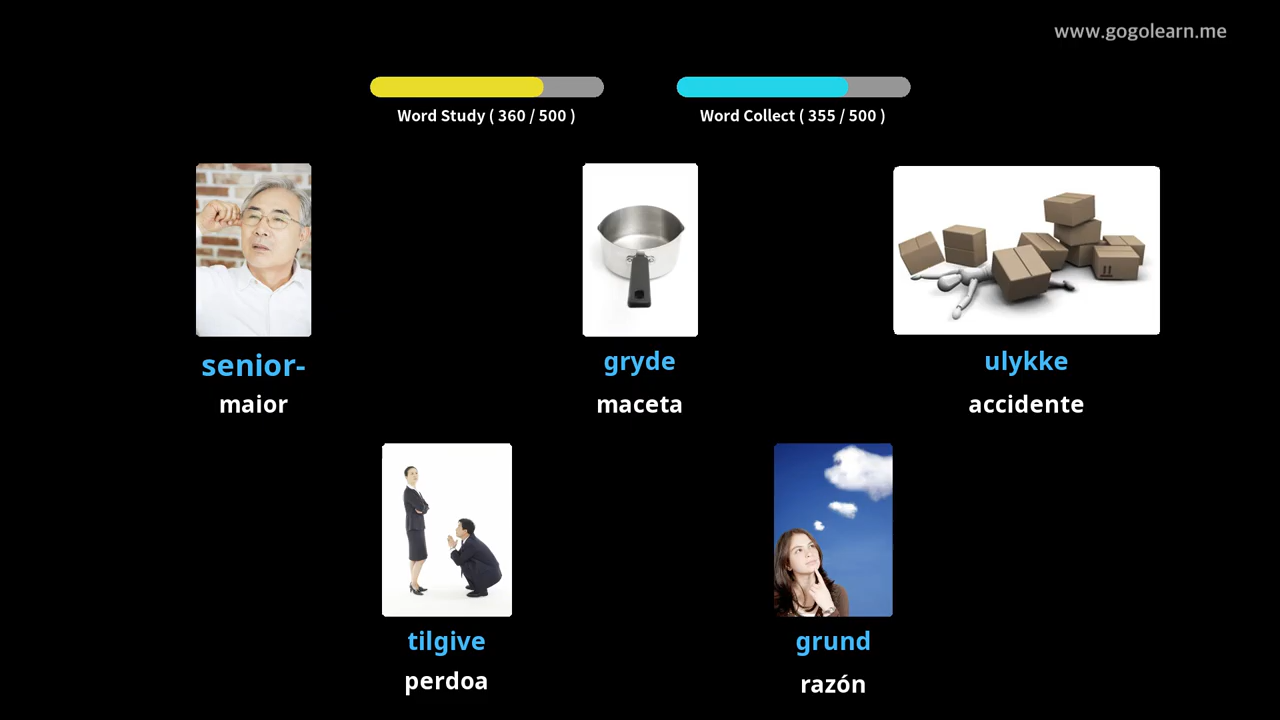 www.gogolearn.me
Word Study ( 360 / 500 )
Word Collect ( 355 / 500 )
senior-
maior
gryde
maceta
ulykke
accidente
tilgive
perdoa
grund
razón